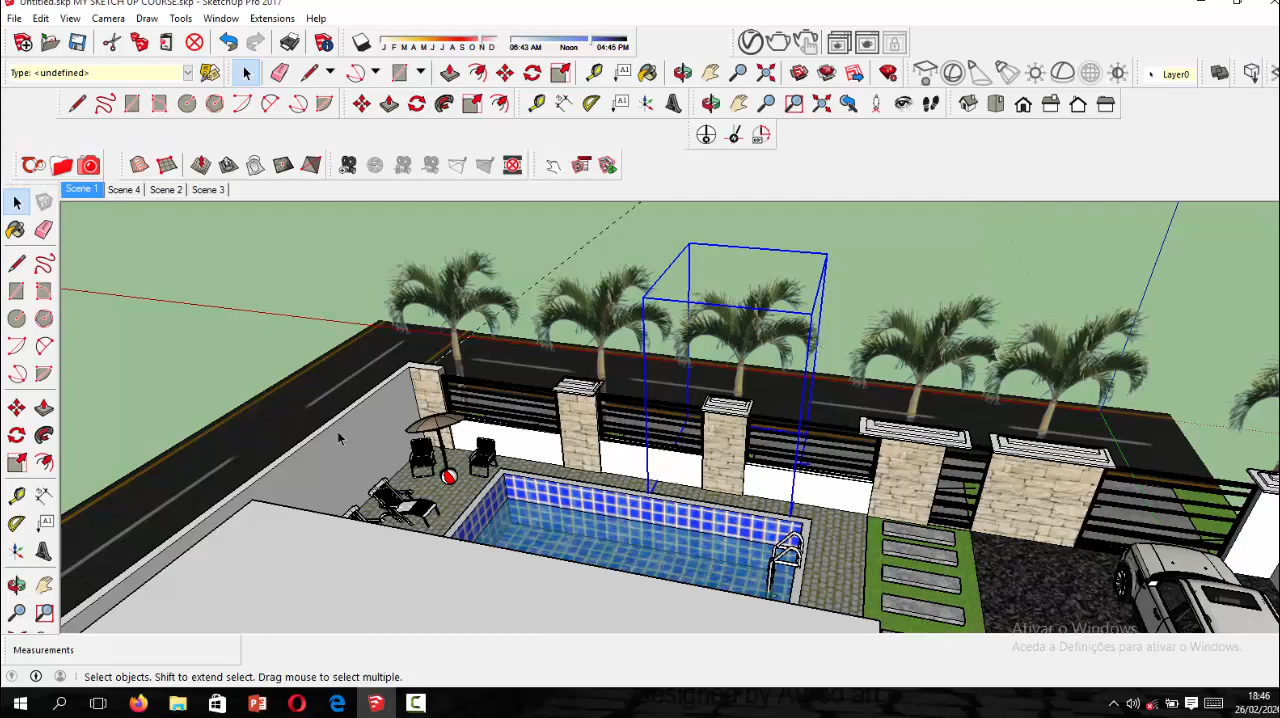 Untitled.skp MY SKETCH UP COURSE.skp - SketchUp Pro 2017
File Edit View Camera Draw Tools Window Extensions Help
J F M A M J J A S O N D 06:43 AM Noon 04:45 PM
Type: <undefined>
Layer0
Scene 1 Scene 4 Scene 2 Scene 3
Ativar o Windows
Aceda a Definições para ativar o Windows.
Measurements
Select objects. Shift to extend select. Drag mouse to select multiple.
18:46